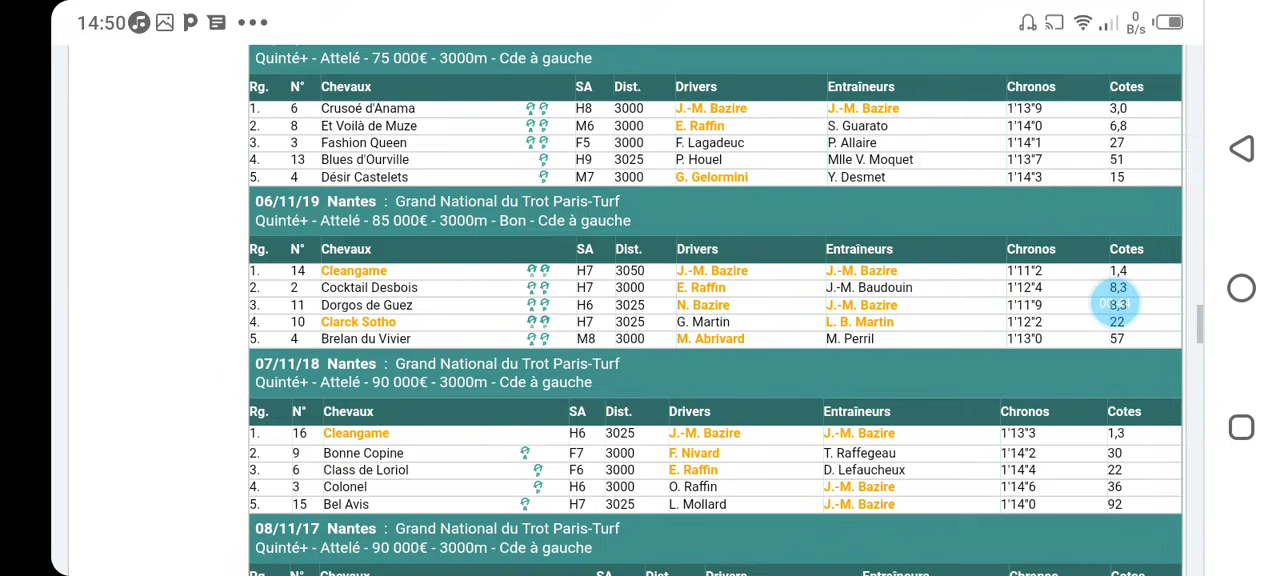 14:50
0 B/s
Quinté+ - Attelé - 75 000€ - 3000m - Cde à gauche
Rg. N° Chevaux SA Dist. Drivers Entraîneurs Chronos Cotes
1. 6 Crusoé d'Anama H8 3000 J.-M. Bazire J.-M. Bazire 1'13"9 3,0
2. 8 Et Voilà de Muze M6 3000 E. Raffin S. Guarato 1'14"0 6,8
3. 3 Fashion Queen F5 3000 F. Lagadeuc P. Allaire 1'14"1 27
4. 13 Blues d'Ourville H9 3025 P. Houel Mlle V. Moquet 1'13"7 51
5. 4 Désir Castelets M7 3000 G. Gelormini Y. Desmet 1'14"3 15
06/11/19 Nantes : Grand National du Trot Paris-Turf
Quinté+ - Attelé - 85 000€ - 3000m - Bon - Cde à gauche
Rg. N° Chevaux SA Dist. Drivers Entraîneurs Chronos Cotes
1. 14 Cleangame H7 3050 J.-M. Bazire J.-M. Bazire 1'11"2 1,4
2. 2 Cocktail Desbois H7 3000 E. Raffin J.-M. Baudouin 1'12"4 8,3
3. 11 Dorgos de Guez H6 3025 N. Bazire J.-M. Bazire 1'11"9 8,3
4. 10 Clarck Sotho H7 3025 G. Martin L. B. Martin 1'12"2 22
5. 4 Brelan du Vivier M8 3000 M. Abrivard M. Perril 1'13"0 57
07/11/18 Nantes : Grand National du Trot Paris-Turf
Quinté+ - Attelé - 90 000€ - 3000m - Cde à gauche
Rg. N° Chevaux SA Dist. Drivers Entraîneurs Chronos Cotes
1. 16 Cleangame H6 3025 J.-M. Bazire J.-M. Bazire 1'13"3 1,3
2. 9 Bonne Copine F7 3000 F. Nivard T. Raffegeau 1'14"2 30
3. 6 Class de Loriol F6 3000 E. Raffin D. Lefaucheux 1'14"4 22
4. 3 Colonel H6 3000 O. Raffin J.-M. Bazire 1'14"6 36
5. 15 Bel Avis H7 3025 L. Mollard J.-M. Bazire 1'14"0 92
08/11/17 Nantes : Grand National du Trot Paris-Turf
Quinté+ - Attelé - 90 000€ - 3000m - Cde à gauche
Rg. N° Chevaux SA Dist. Drivers Entraîneurs Chronos Cotes